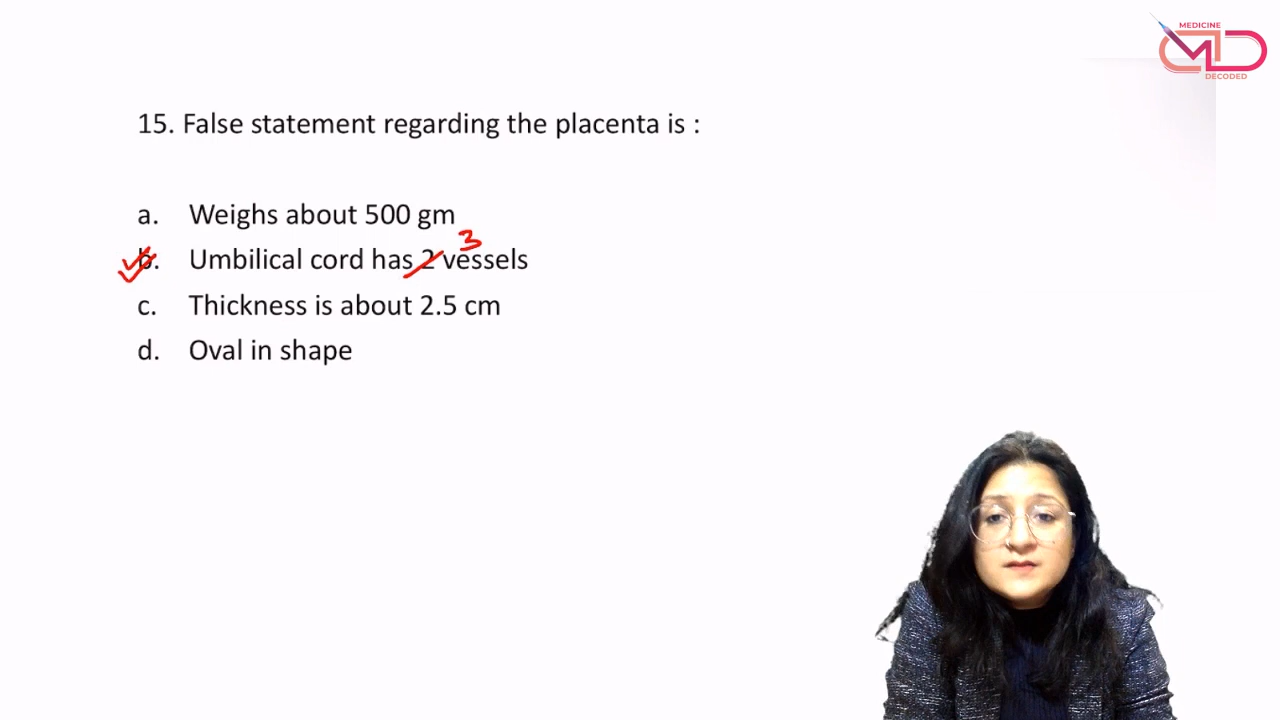 MEDICINE
MD
DECODED
15. False statement regarding the placenta is :
a. Weighs about 500 gm
3
b. Umbilical cord has 2 vessels
c. Thickness is about 2.5 cm
d. Oval in shape